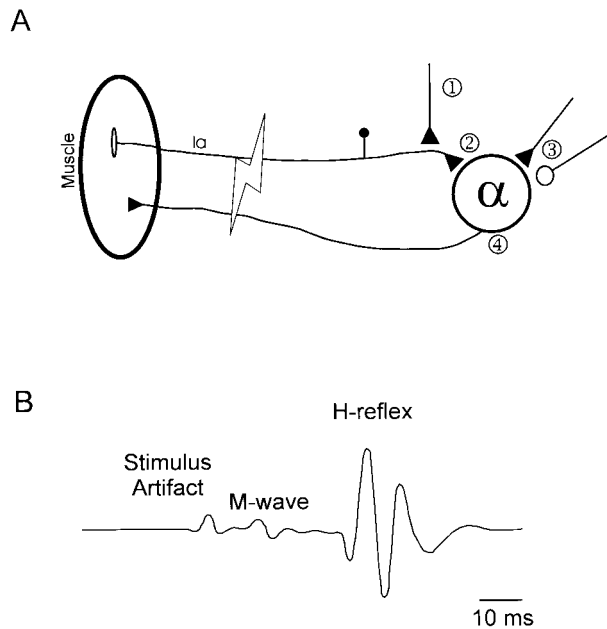 A
Muscle
Ia
①
②
③
α
④
B
H-reflex
Stimulus
Artifact
M-wave
10 ms